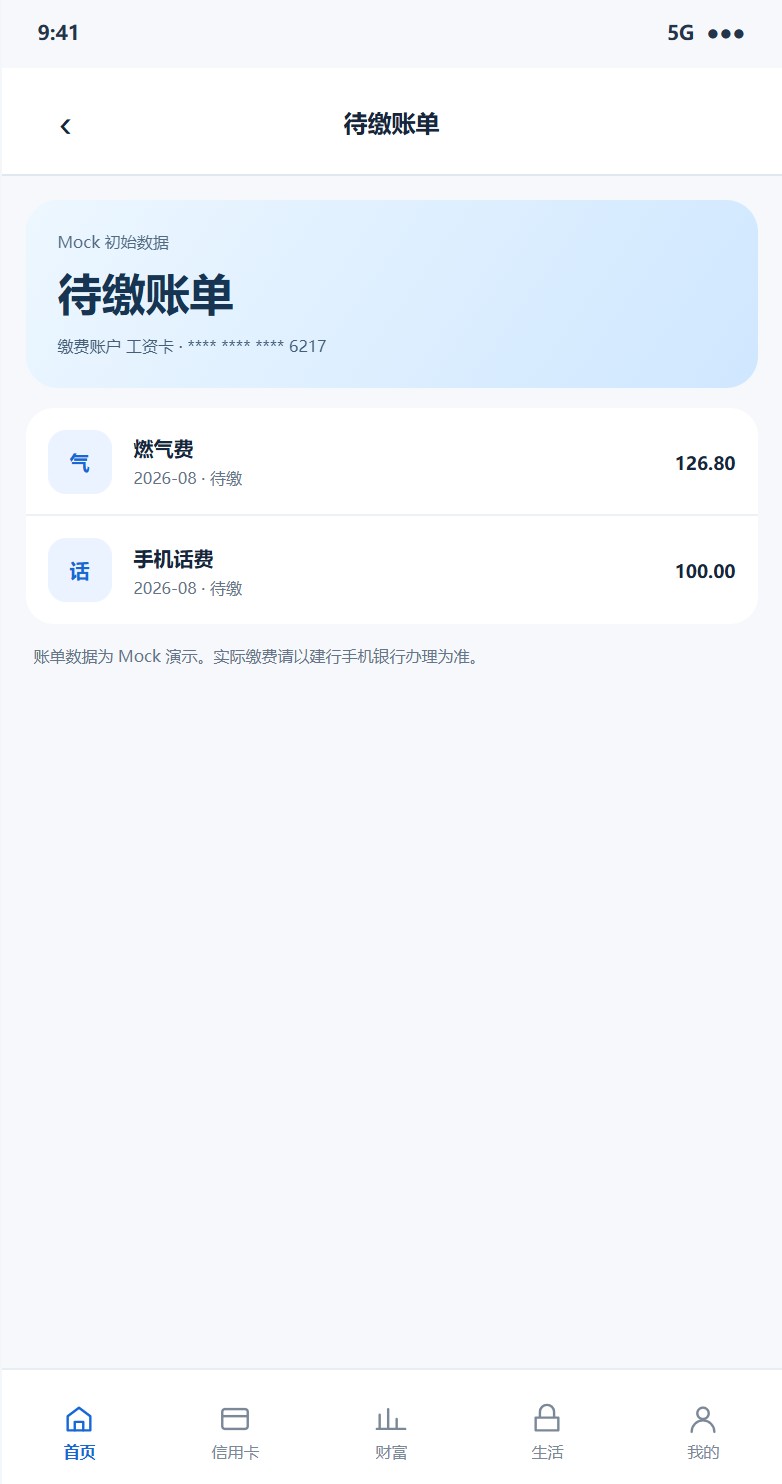 9:41
5G
待缴账单
Mock 初始数据
待缴账单
缴费账户 工资卡 · **** **** **** 6217
气
燃气费
2026-08 · 待缴
126.80
话
手机话费
2026-08 · 待缴
100.00
账单数据为 Mock 演示。实际缴费请以建行手机银行办理为准。
首页
信用卡
财富
生活
我的